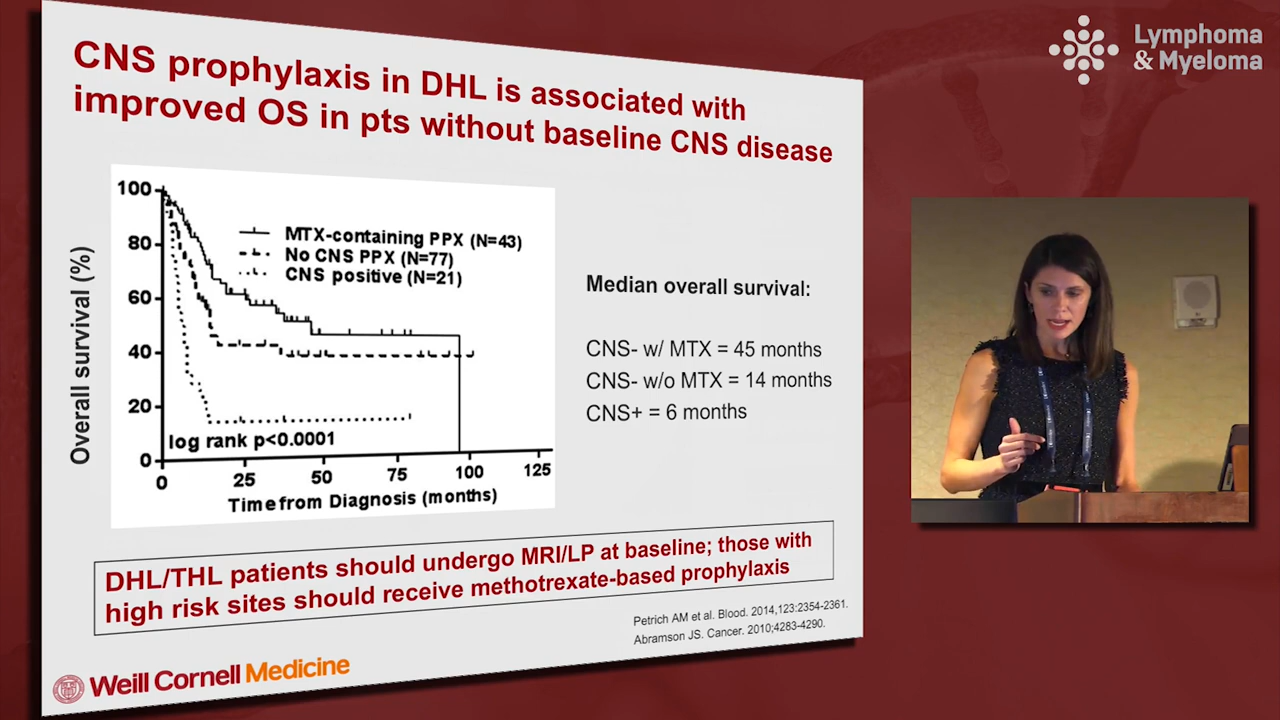 Lymphoma
& Myeloma
CNS prophylaxis in DHL is associated with
improved OS in pts without baseline CNS disease
Overall survival (%)
100
80
60
40
20
0
MTX-containing PPX (N=43)
No CNS PPX (N=77)
CNS positive (N=21)
log rank p<0.0001
0 25 50 75 100 125
Time from Diagnosis (months)
Median overall survival:
CNS- w/ MTX = 45 months
CNS- w/o MTX = 14 months
CNS+ = 6 months
DHL/THL patients should undergo MRI/LP at baseline; those with
high risk sites should receive methotrexate-based prophylaxis
Petrich AM et al. Blood. 2014,123:2354-2361.
Abramson JS. Cancer. 2010;4283-4290.
Weill Cornell Medicine